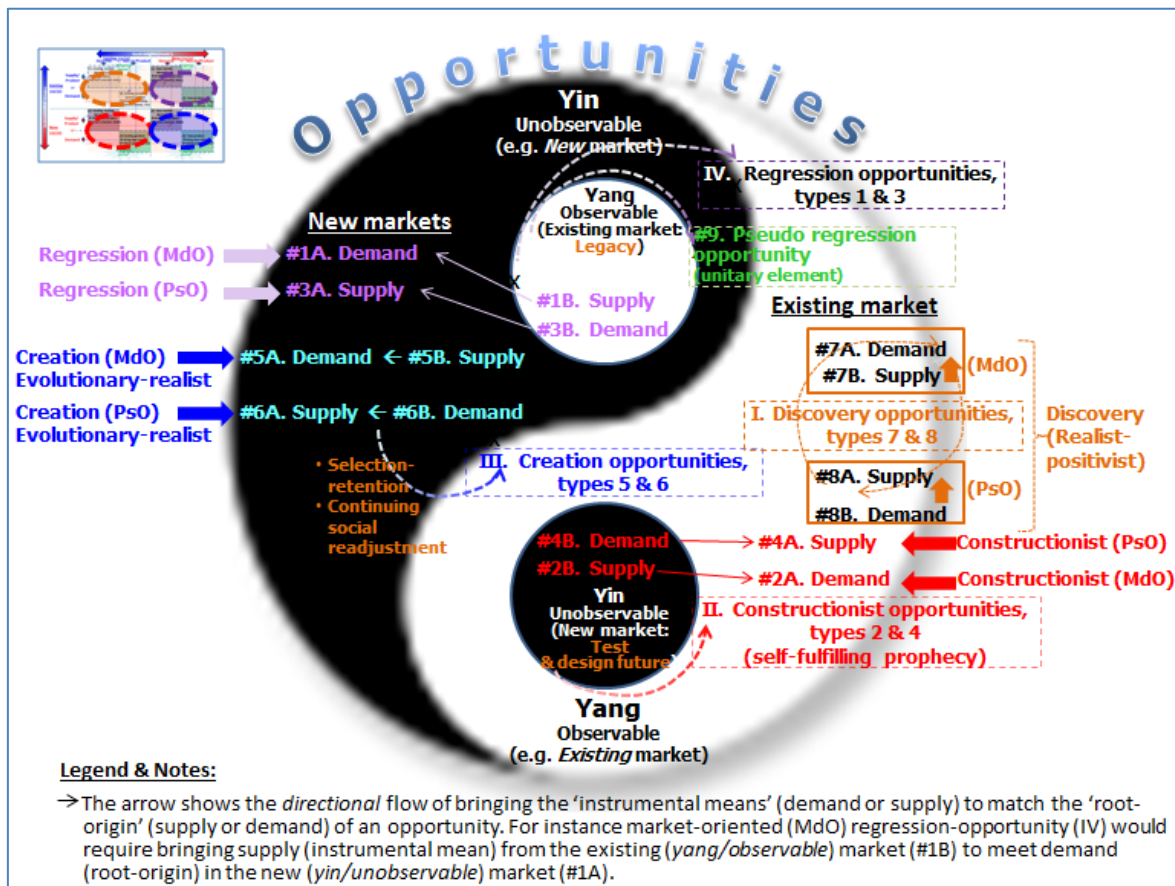 Opportunities
Yin
Unobservable
(e.g. New market)
Yang
Observable
(Existing market:
Legacy)
IV. Regression opportunities,
types 1 & 3
#9. Pseudo regression
opportunity
(unitary element)
New markets
Regression (MdO)
#1A. Demand
Regression (PsO)
#3A. Supply
#1B. Supply
#3B. Demand
Creation (MdO)
Evolutionary-realist
#5A. Demand ← #5B. Supply
Creation (PsO)
Evolutionary-realist
#6A. Supply ← #6B. Demand
Existing market
#7A. Demand
#7B. Supply
(MdO)
I. Discovery opportunities,
types 7 & 8
Discovery
(Realist-
positivist)
#8A. Supply
#8B. Demand
(PsO)
• Selection-
retention
• Continuing
social
readjustment
III. Creation opportunities,
types 5 & 6
#4B. Demand
#2B. Supply
#4A. Supply
Constructionist (PsO)
#2A. Demand
Constructionist (MdO)
Yin
Unobservable
(New market:
Test
& design future)
II. Constructionist opportunities,
types 2 & 4
(self-fulfilling prophecy)
Yang
Observable
(e.g. Existing market)
Legend & Notes:
→ The arrow shows the directional flow of bringing the ‘instrumental means’ (demand or supply) to match the ‘root-
origin’ (supply or demand) of an opportunity. For instance market-oriented (MdO) regression-opportunity (IV) would
require bringing supply (instrumental mean) from the existing (yang/observable) market (#1B) to meet demand
(root-origin) in the new (yin/unobservable) market (#1A).